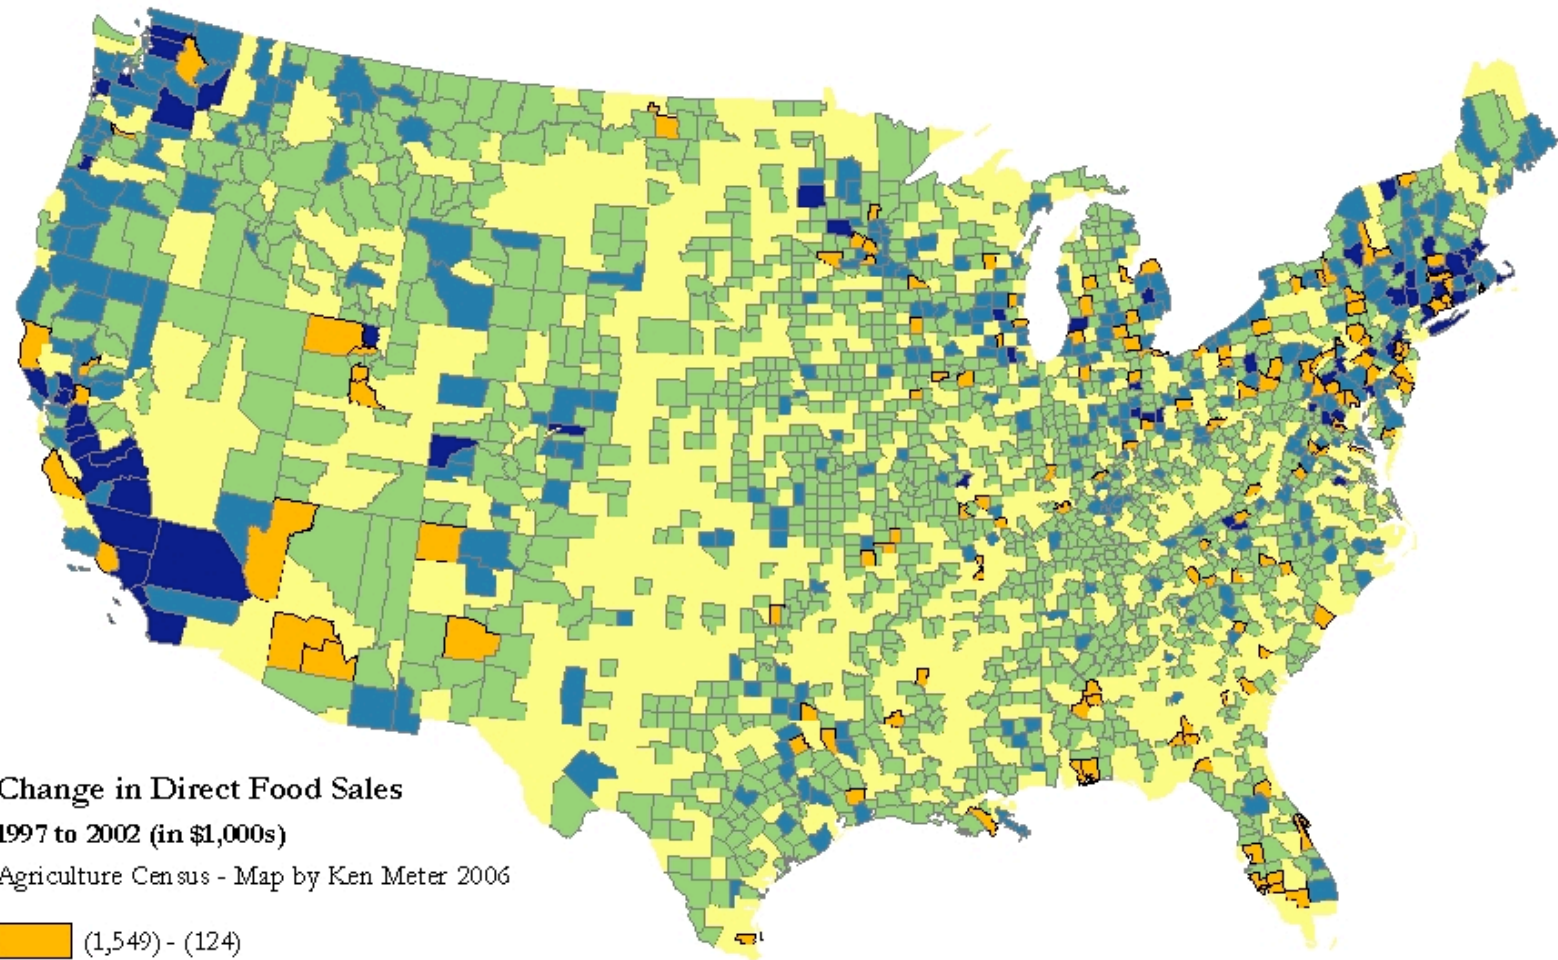 Change in Direct Food Sales
1997 to 2002 (in $1,000s)
Agriculture Census - Map by Ken Meter 2006
(1,549) - (124)